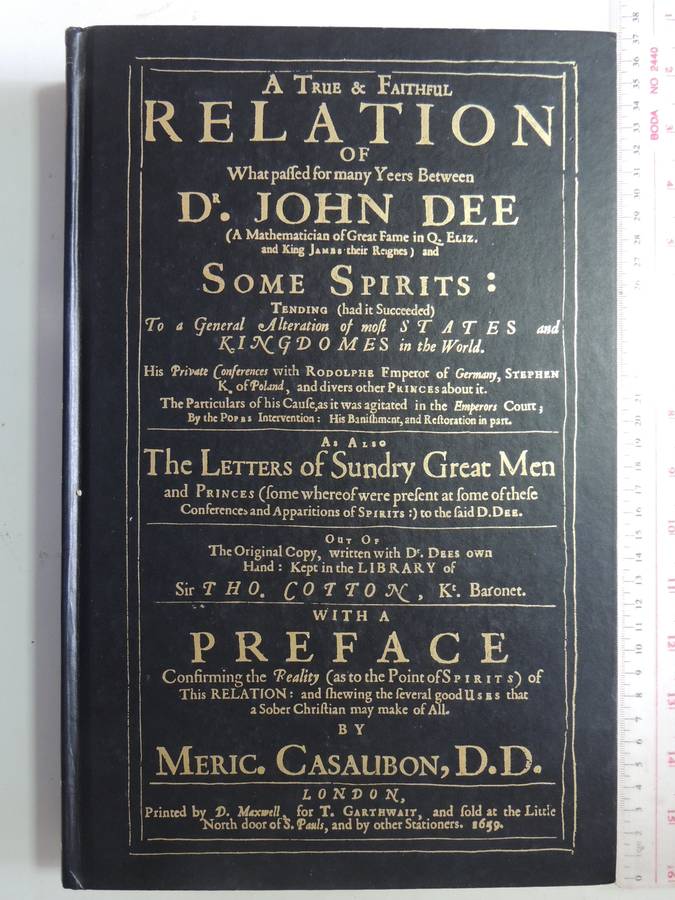 A TRUE & FAITHFUL
RELATION
OF
What paſſed for many Yeers Between
Dʳ. JOHN DEE
(A Mathematician of Great Fame in Q. ELIZ.
and King JAMES their Reignes) and
SOME SPIRITS:
TENDING (had it Succeeded)
To a General Alteration of moſt STATES and
KINGDOMES in the World.
His Private Conferences with RODOLPHE Emperor of Germany, STEPHEN
K. of Poland, and divers other PRINCES about it.
The Particulars of his Cauſe, as it was agitated in the Emperors Court;
By the POPES Intervention: His Baniſhment, and Reſtoration in part.
AS ALSO
The LETTERS of Sundry Great Men
and PRINCES (ſome whereof were preſent at ſome of theſe
Conferences and Apparitions of SPIRITS:) to the ſaid D. DEE.
OUT OF
The Original Copy, written with Dʳ. DEES own
Hand: Kept in the LIBRARY of
Sir THO. COTTON, Kᵗ. Baronet.
WITH A
PREFACE
Confirming the Reality (as to the Point of SPIRITS) of
This RELATION: and ſhewing the ſeveral good USES that
a Sober Chriſtian may make of All.
BY
MERIC. CASAUBON, D.D.
LONDON,
Printed by D. Maxwell, for T. GARTHWAIT, and ſold at the Little
North door of S. Pauls, and by other Stationers. 1659.
BODA NO 2440